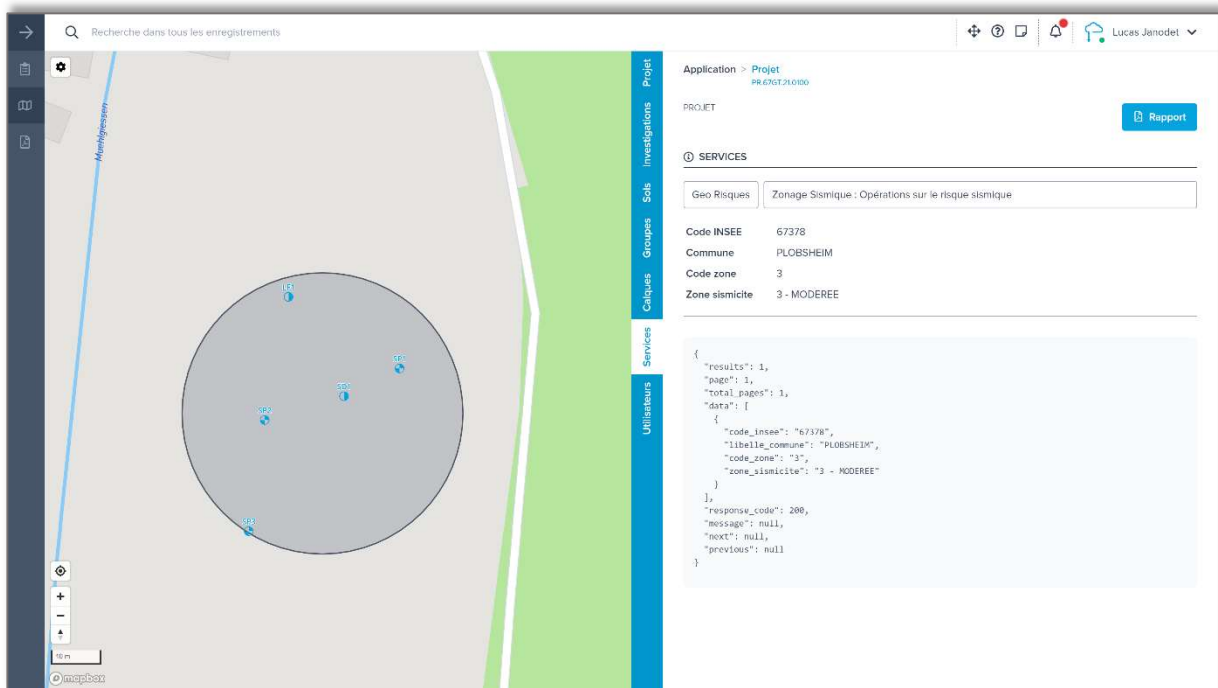 Recherche dans tous les enregistrements
Lucas Janodet
Muehlgiessen
LE1
SP1
SD1
SP2
SP3
10 m
mapbox
Projet
Investigations
Sols
Groupes
Calques
Services
Utilisateurs
Application > Projet
PR.67GT.21.0100
PROJET
Rapport
SERVICES
Geo Risques
Zonage Sismique : Opérations sur le risque sismique
Code INSEE 67378
Commune PLOBSHEIM
Code zone 3
Zone sismicite 3 - MODEREE
{
"results": 1,
"page": 1,
"total_pages": 1,
"data": [
{
"code_insee": "67378",
"libelle_commune": "PLOBSHEIM",
"code_zone": "3",
"zone_sismicite": "3 - MODEREE"
}
],
"response_code": 200,
"message": null,
"next": null,
"previous": null
}